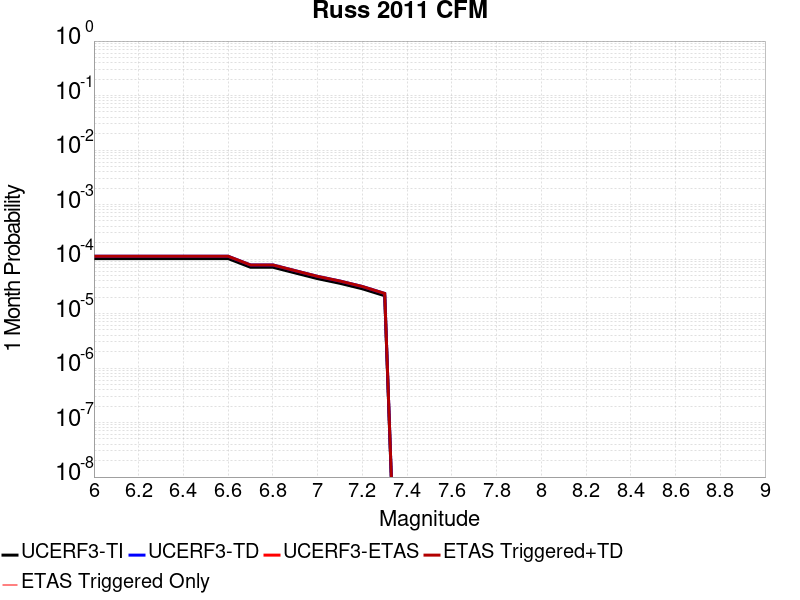 Russ 2011 CFM
10^0
10^-1
10^-2
10^-3
10^-4
10^-5
10^-6
10^-7
10^-8
1 Month Probability
6 6.2 6.4 6.6 6.8 7 7.2 7.4 7.6 7.8 8 8.2 8.4 8.6 8.8 9
Magnitude
UCERF3-TI UCERF3-TD UCERF3-ETAS ETAS Triggered+TD
ETAS Triggered Only